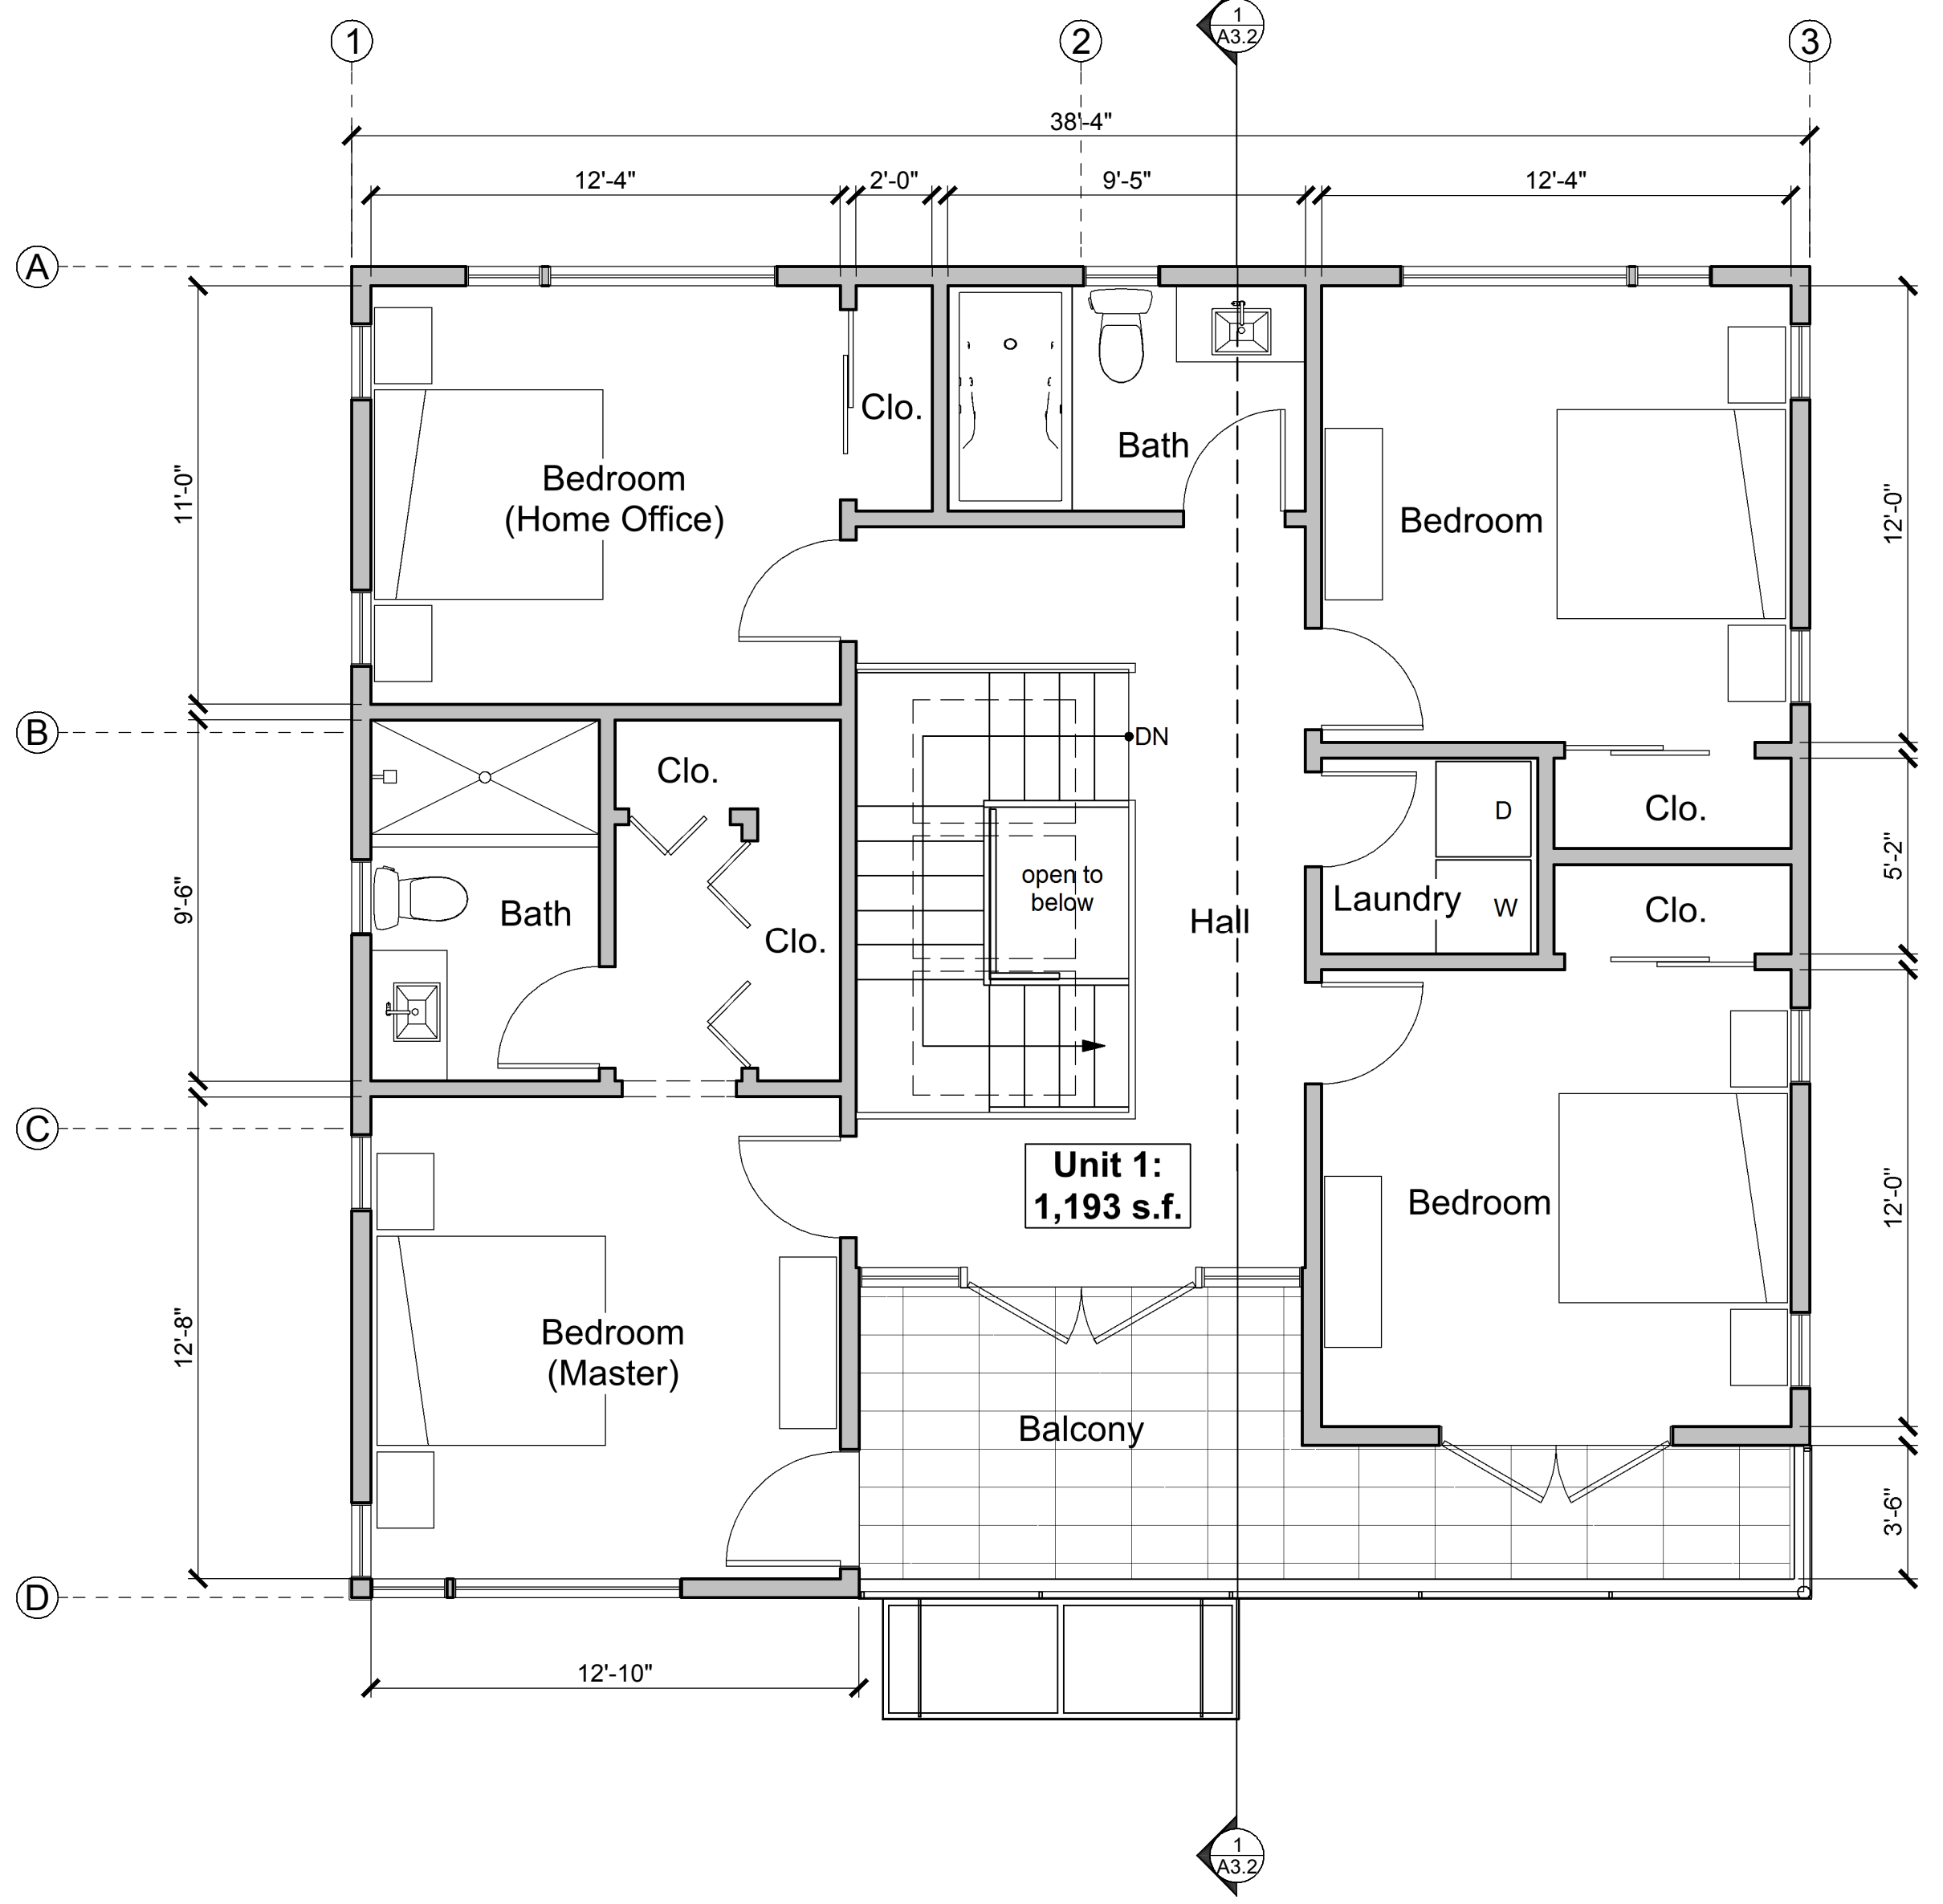 1
2
1
A3.2
3
38'-4"
12'-4"
2'-0"
9'-5"
12'-4"
A
Clo.
Bath
Bedroom
(Home Office)
11'-0"
Bedroom
12'-0"
B
DN
Clo.
D
Clo.
open to
below
5'-2"
9'-6"
Bath
Laundry
W
Clo.
Hall
Clo.
C
Unit 1:
1,193 s.f.
Bedroom
12'-0"
Bedroom
(Master)
12'-8"
Balcony
3'-6"
D
12'-10"
1
A3.2